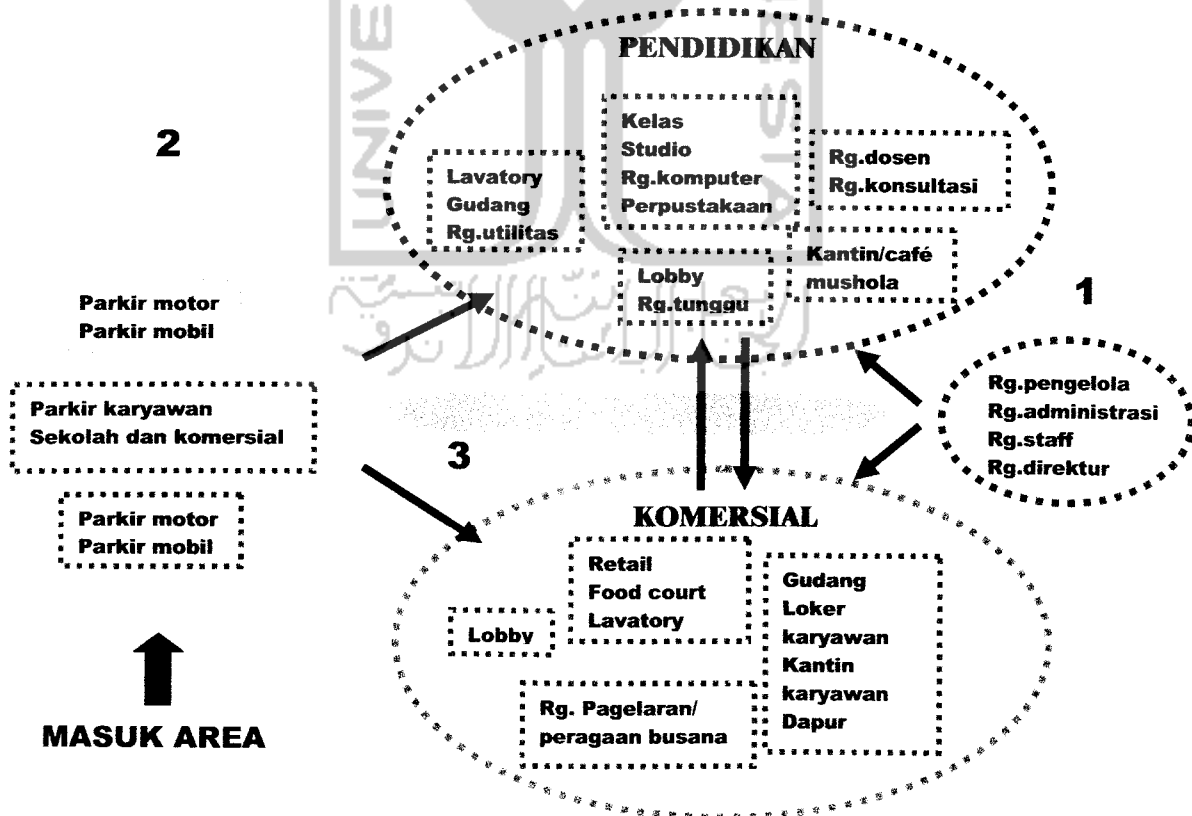 PENDIDIKAN
2
Kelas
Studio
Rg.komputer
Perpustakaan
Rg.dosen
Rg.konsultasi
Lavatory
Gudang
Rg.utilitas
Kantin/café
mushola
Lobby
Rg.tunggu
1
Parkir motor
Parkir mobil
Rg.pengelola
Rg.administrasi
Rg.staff
Rg.direktur
Parkir karyawan
Sekolah dan komersial
3
Parkir motor
Parkir mobil
KOMERSIAL
Retail
Food court
Lavatory
Gudang
Loker
karyawan
Kantin
karyawan
Dapur
Lobby
Rg. Pagelaran/
peragaan busana
MASUK AREA
UNIVE
ESIA